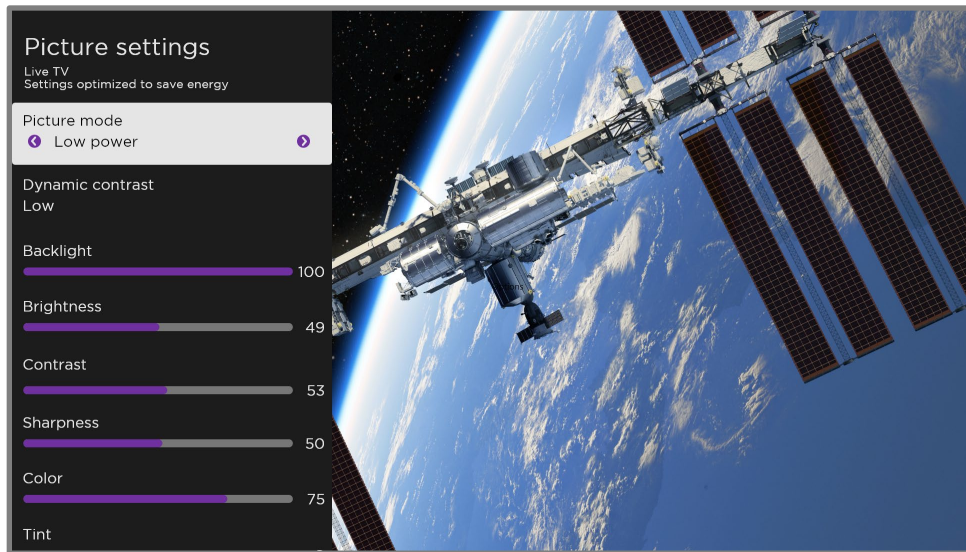 Picture settings
Live TV
Settings optimized to save energy
Picture mode
Low power
Dynamic contrast
Low
Backlight
100
Brightness
49
Contrast
53
Sharpness
50
Color
75
Tint